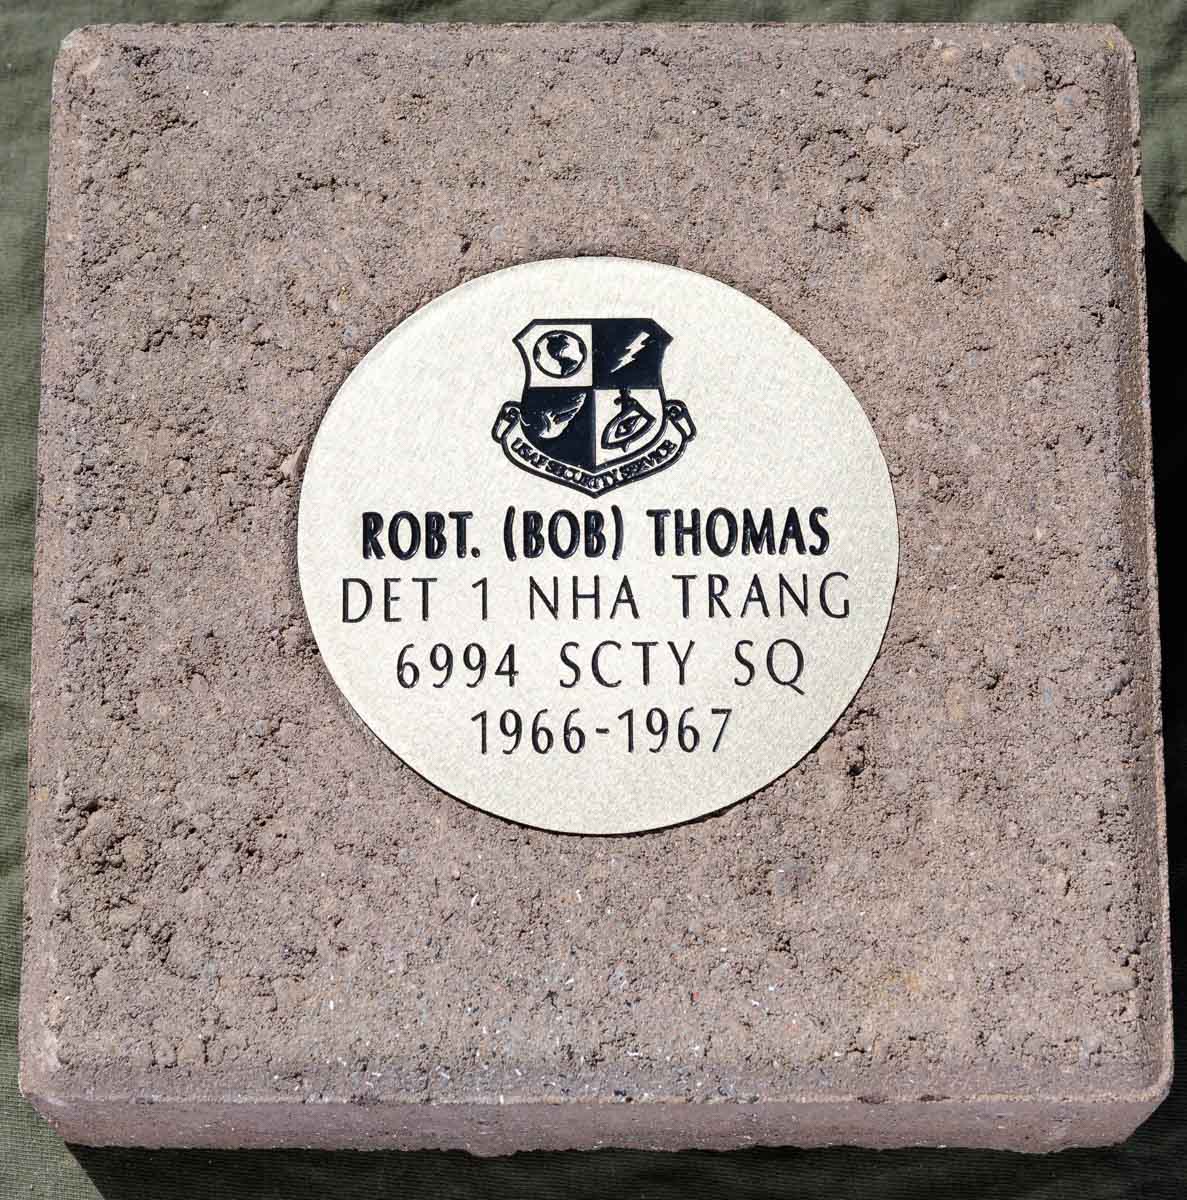 USAF SECURITY SERVICE
ROBT. (BOB) THOMAS
DET 1 NHA TRANG
6994 SCTY SQ
1966-1967